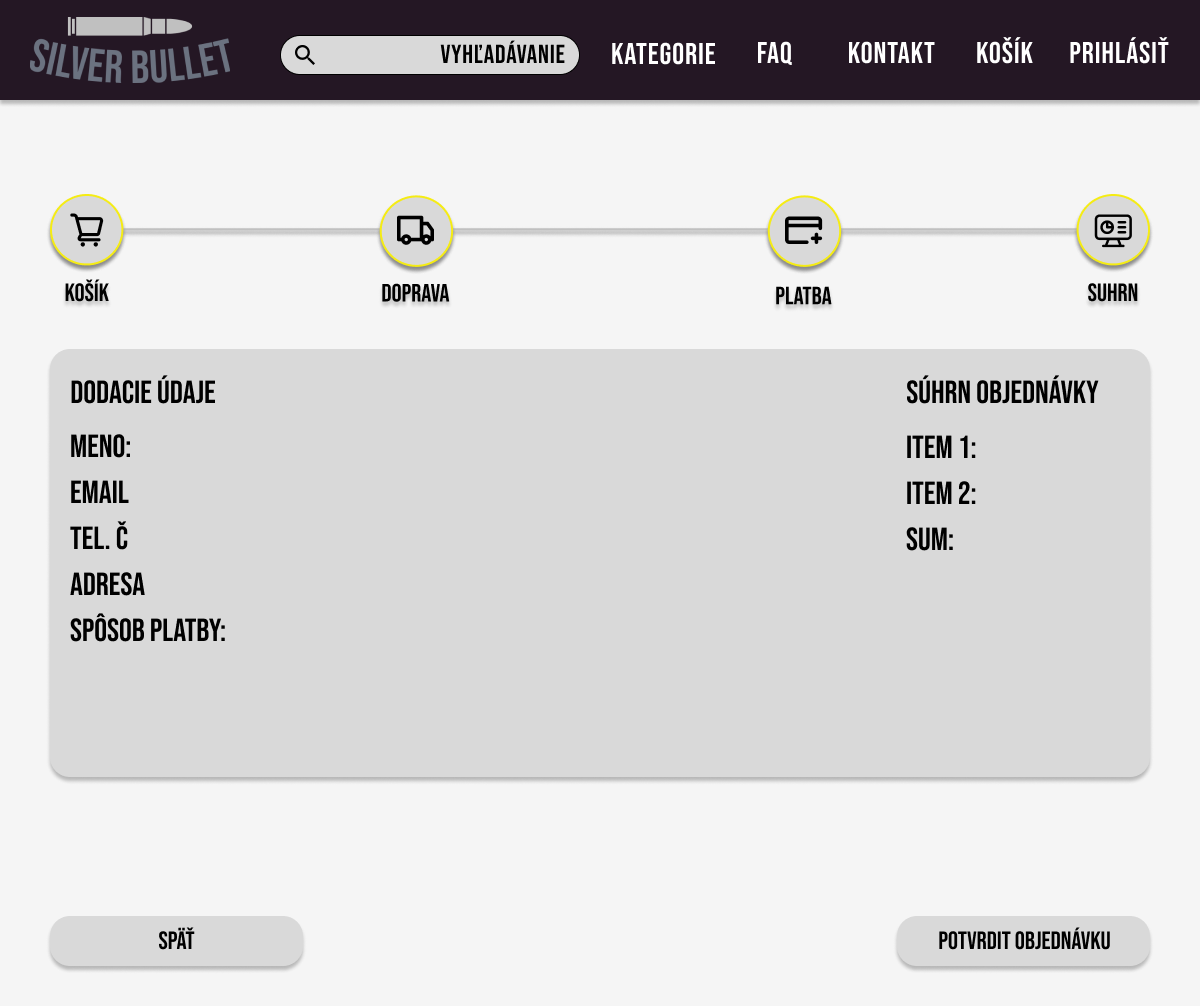 SILVER BULLET
VYHĽADÁVANIE
KATEGORIE
FAQ
KONTAKT
KOŠÍK
PRIHLÁSIŤ
KOŠÍK
DOPRAVA
PLATBA
SUHRN
DODACIE ÚDAJE
MENO:
EMAIL
TEL. Č
ADRESA
SPÔSOB PLATBY:
SÚHRN OBJEDNÁVKY
ITEM 1:
ITEM 2:
SUM:
SPÄŤ
POTVRDIT OBJEDNÁVKU